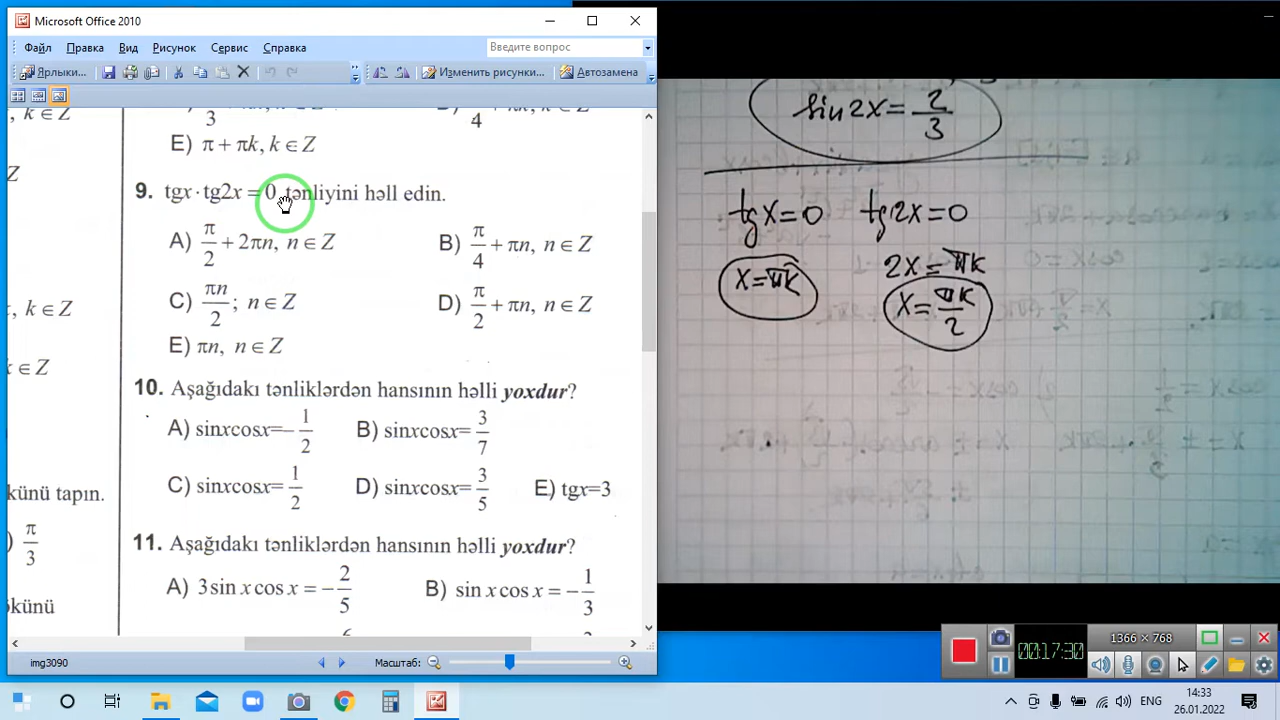 Microsoft Office 2010
Файл Правка Вид Рисунок Сервис Справка
Введите вопрос
Ярлыки... Изменить рисунки... Автозамена
, k ∈ Z
Z
k ∈ Z
k ∈ Z
künü tapın.
) π/3
künü
E) π + πk, k ∈ Z
9. tgx · tg2x = 0 tənliyini həll edin.
A) π/2 + 2πn, n ∈ Z B) π/4 + πn, n ∈ Z
C) πn/2; n ∈ Z D) π/2 + πn, n ∈ Z
E) πn, n ∈ Z
10. Aşağıdakı tənliklərdən hansının həlli yoxdur?
A) sinxcosx=−1/2 B) sinxcosx=3/7
C) sinxcosx=1/2 D) sinxcosx=3/5 E) tgx=3
11. Aşağıdakı tənliklərdən hansının həlli yoxdur?
A) 3sin x cos x = −2/5 B) sin x cos x = −1/3
img3090
Масштаб:
sin2x = 2/3
tgx=0 tg2x=0
x=πk 2x=πk
x=πk/2
1366 × 768
00:17:30
ENG
14:33
26.01.2022